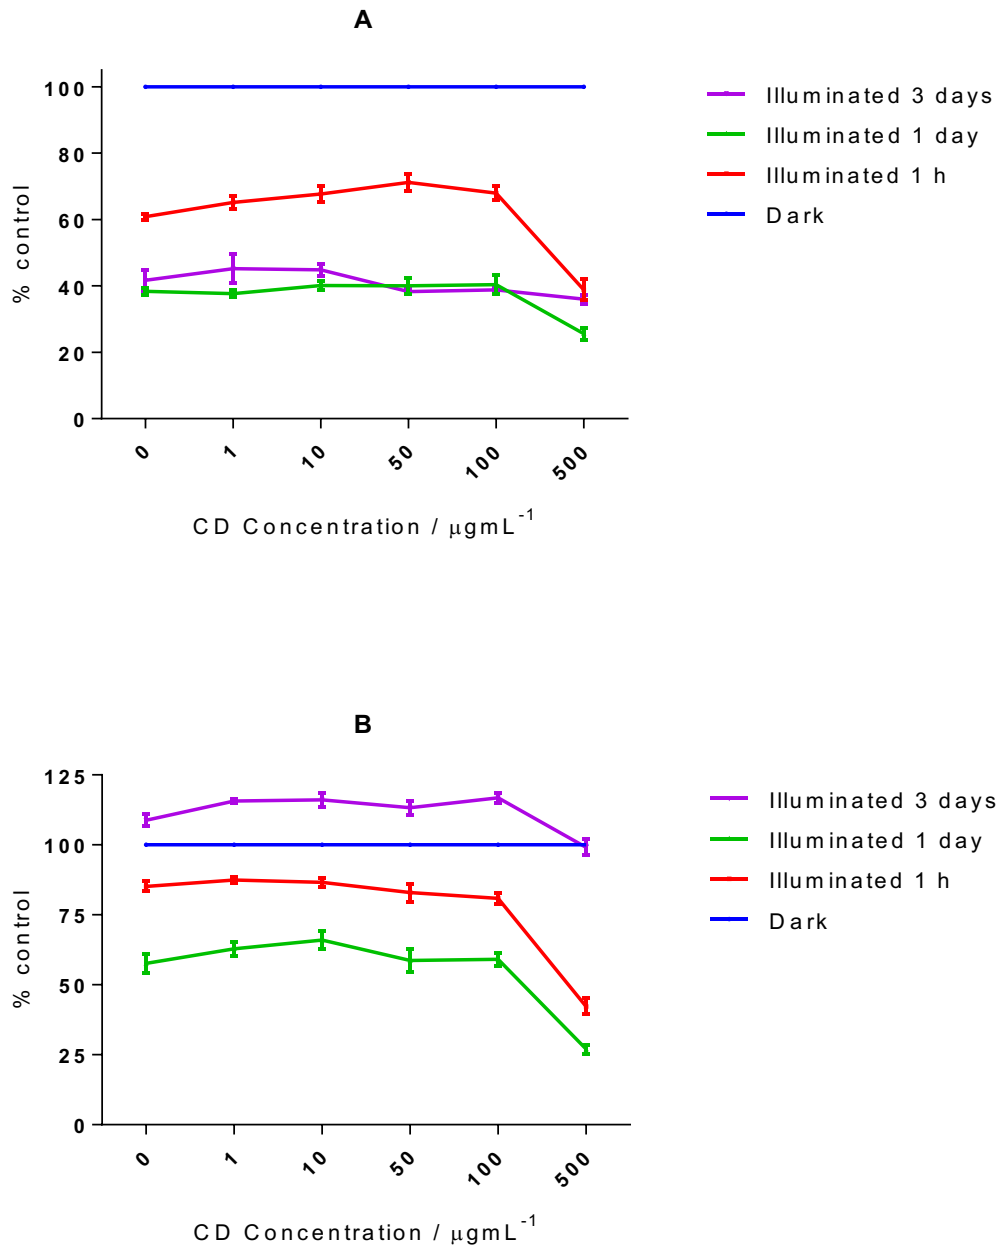 A
100
80
60
40
20
0
% control
0 1 10 50 100 500
CD Concentration / μgmL⁻¹
Illuminated 3 days
Illuminated 1 day
Illuminated 1 h
Dark
B
125
100
75
50
25
0
% control
0 1 10 50 100 500
CD Concentration / μgmL⁻¹
Illuminated 3 days
Illuminated 1 day
Illuminated 1 h
Dark